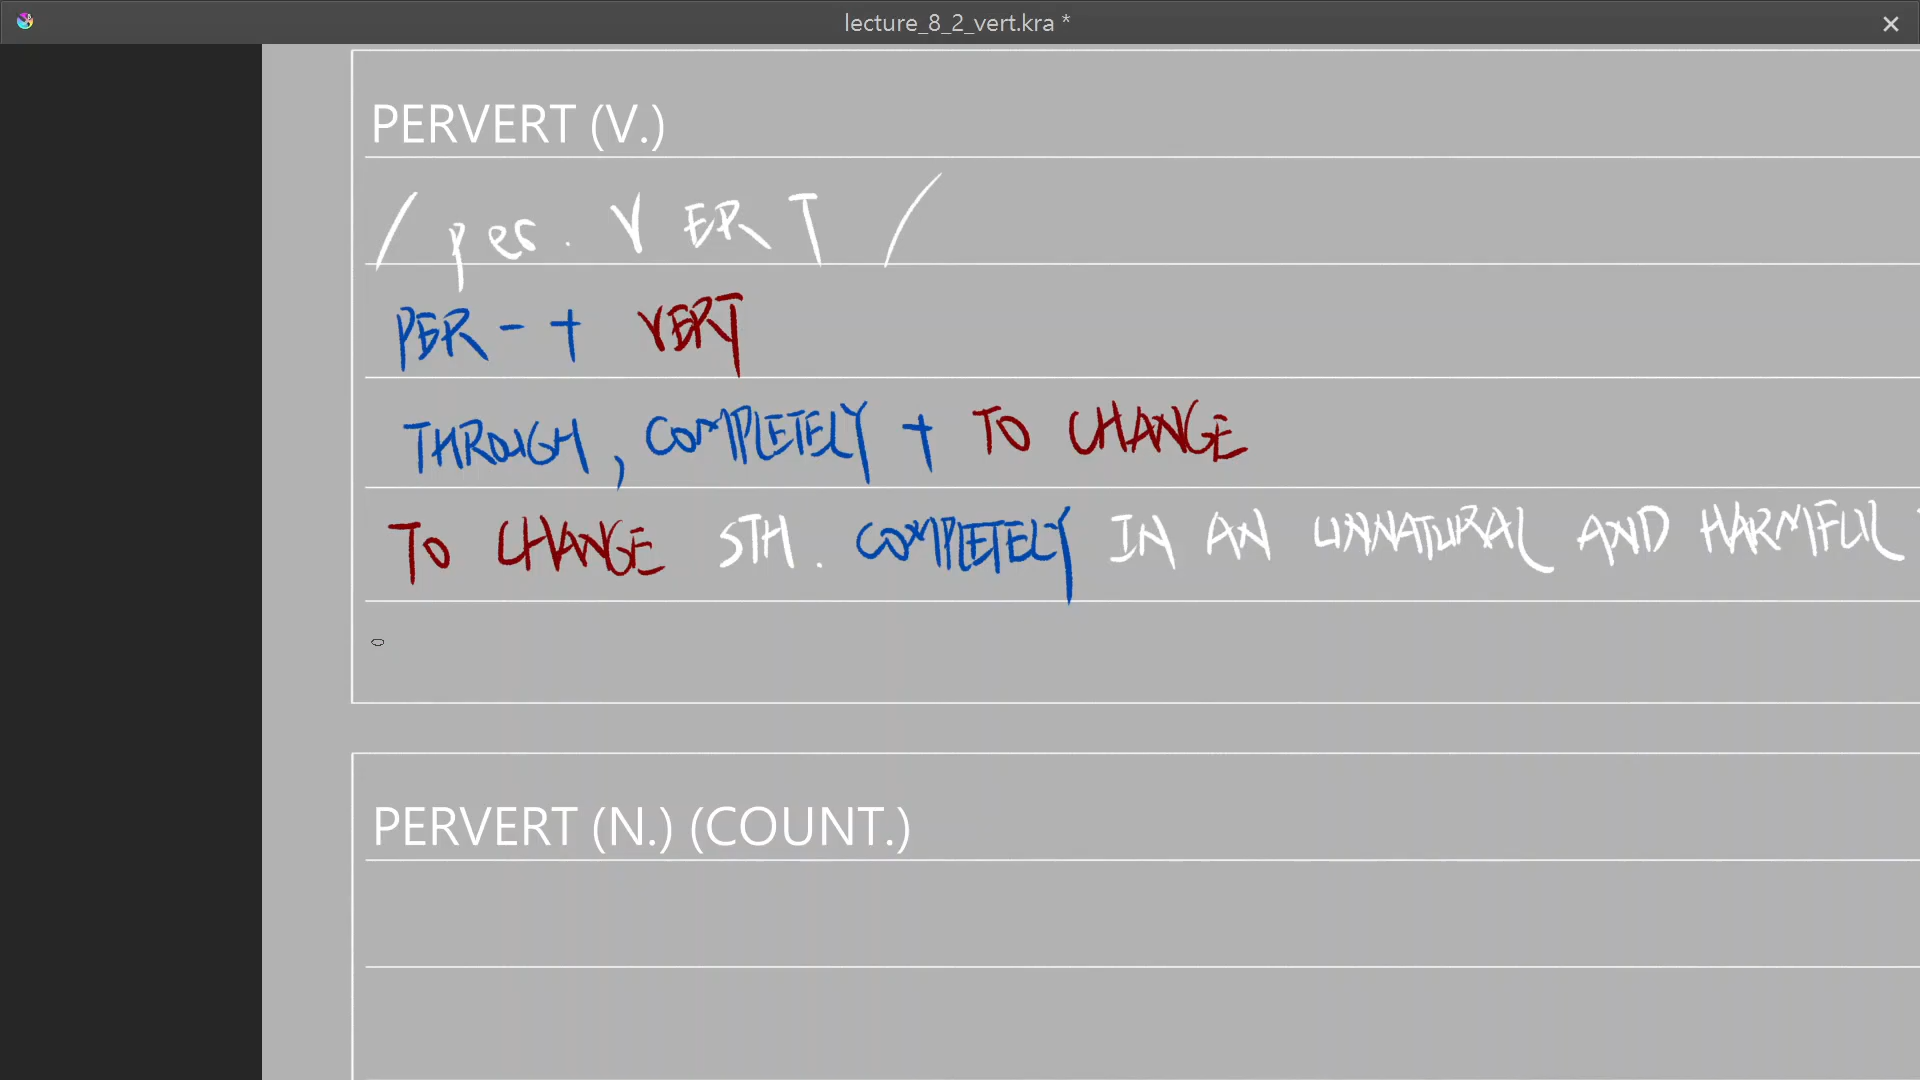 lecture_8_2_vert.kra *
PERVERT (V.)
/ per. VERT /
PER- + VERT
THROUGH, COMPLETELY + TO CHANGE
TO CHANGE STH. COMPLETELY IN AN UNNATURAL AND HARMFUL
PERVERT (N.) (COUNT.)